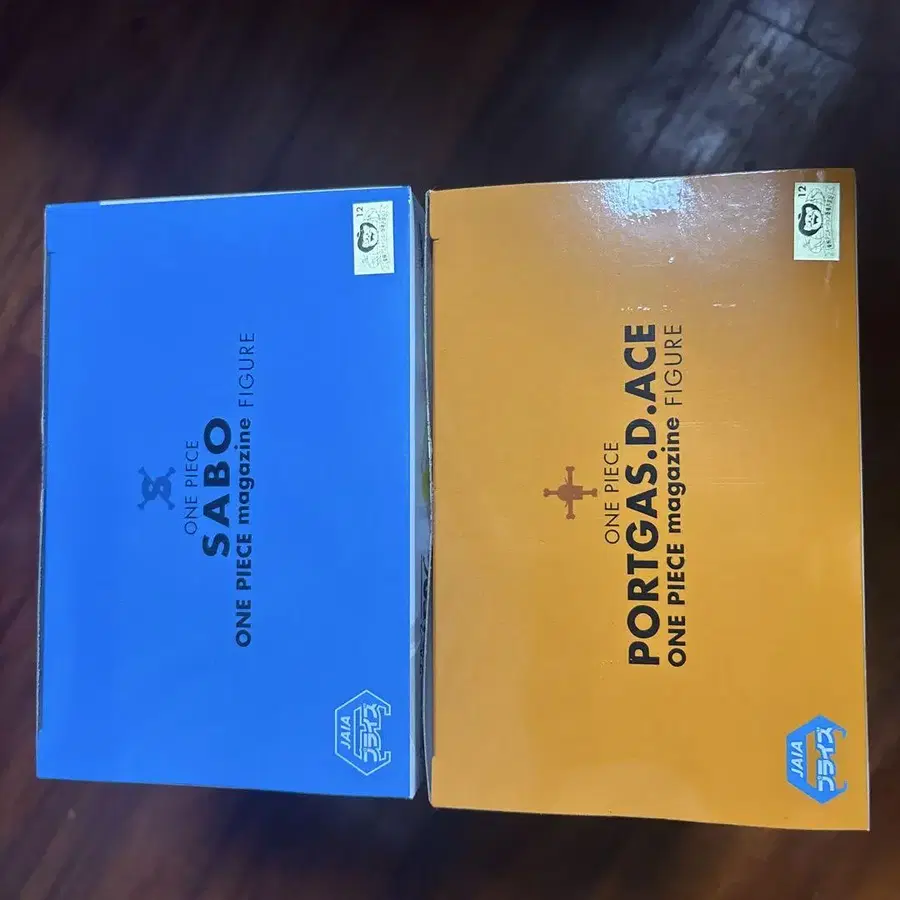 ONE PIECE
SABO
ONE PIECE magazine FIGURE
JAIA
プライズ
12
ONE PIECE
PORTGAS.D.ACE
ONE PIECE magazine FIGURE
JAIA
プライズ
12